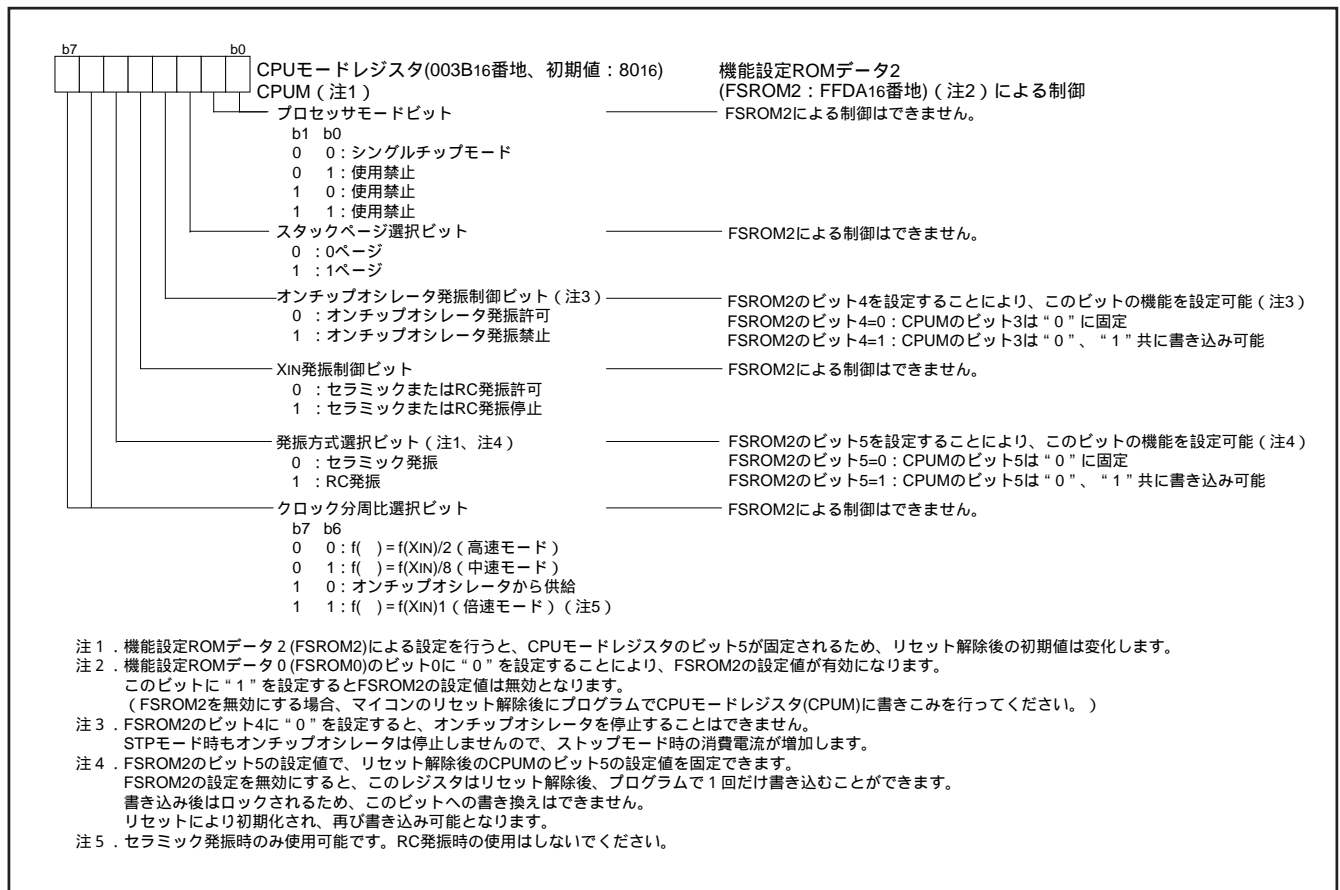 b7 b0
CPUモードレジスタ(003B16番地、初期値:8016) 機能設定ROMデータ2
CPUM(注1) (FSROM2:FFDA16番地)(注2)による制御
プロセッサモードビット FSROM2による制御はできません。
b1 b0
0 0:シングルチップモード
0 1:使用禁止
1 0:使用禁止
1 1:使用禁止
スタックページ選択ビット FSROM2による制御はできません。
0 :0ページ
1 :1ページ
オンチップオシレータ発振制御ビット(注3) FSROM2のビット4を設定することにより、このビットの機能を設定可能(注3)
0 :オンチップオシレータ発振許可 FSROM2のビット4=0:CPUMのビット3は“0”に固定
1 :オンチップオシレータ発振禁止 FSROM2のビット4=1:CPUMのビット3は“0”、“1”共に書き込み可能
XIN発振制御ビット FSROM2による制御はできません。
0 :セラミックまたはRC発振許可
1 :セラミックまたはRC発振停止
発振方式選択ビット(注1、注4) FSROM2のビット5を設定することにより、このビットの機能を設定可能(注4)
0 :セラミック発振 FSROM2のビット5=0:CPUMのビット5は“0”に固定
1 :RC発振 FSROM2のビット5=1:CPUMのビット5は“0”、“1”共に書き込み可能
クロック分周比選択ビット FSROM2による制御はできません。
b7 b6
0 0:f( )=f(XIN)/2(高速モード)
0 1:f( )=f(XIN)/8(中速モード)
1 0:オンチップオシレータから供給
1 1:f( )=f(XIN)1(倍速モード)(注5)
注1.機能設定ROMデータ2(FSROM2)による設定を行うと、CPUモードレジスタのビット5が固定されるため、リセット解除後の初期値は変化します。
注2.機能設定ROMデータ0(FSROM0)のビット0に“0”を設定することにより、FSROM2の設定値が有効になります。
このビットに“1”を設定するとFSROM2の設定値は無効となります。
(FSROM2を無効にする場合、マイコンのリセット解除後にプログラムでCPUモードレジスタ(CPUM)に書きこみを行ってください。)
注3.FSROM2のビット4に“0”を設定すると、オンチップオシレータを停止することはできません。
STPモード時もオンチップオシレータは停止しませんので、ストップモード時の消費電流が増加します。
注4.FSROM2のビット5の設定値で、リセット解除後のCPUMのビット5の設定値を固定できます。
FSROM2の設定を無効にすると、このレジスタはリセット解除後、プログラムで1回だけ書き込むことができます。
書き込み後はロックされるため、このビットへの書き換えはできません。
リセットにより初期化され、再び書き込み可能となります。
注5.セラミック発振時のみ使用可能です。RC発振時の使用はしないでください。